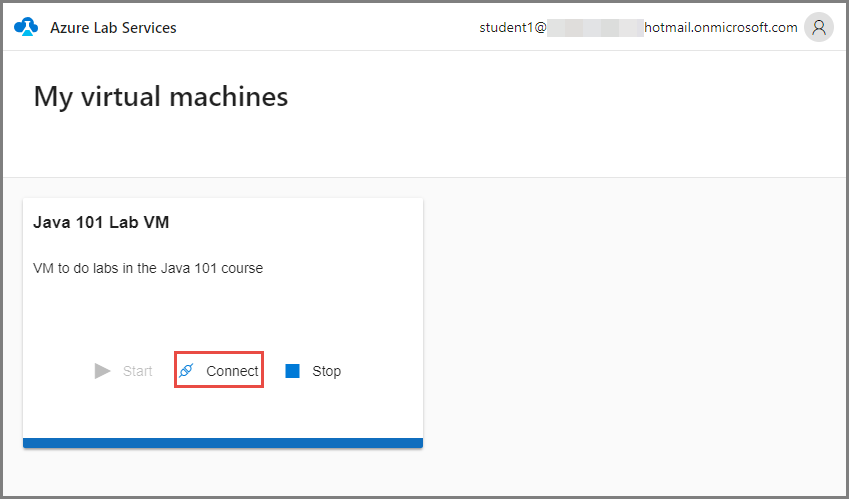 Azure Lab Services
student1@
hotmail.onmicrosoft.com
My virtual machines
Java 101 Lab VM
VM to do labs in the Java 101 course
Start Connect Stop